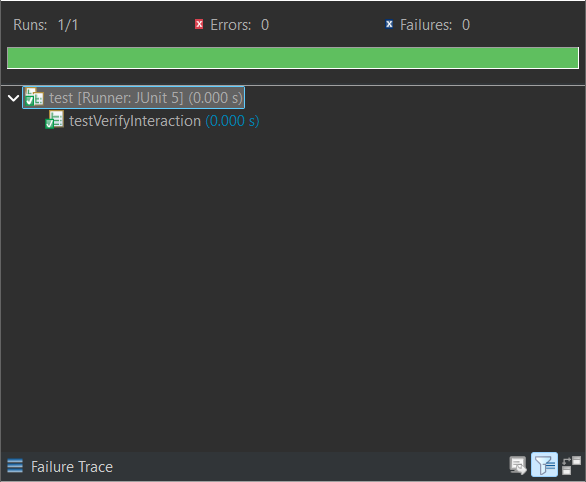 Runs: 1/1 Errors: 0 Failures: 0
test [Runner: JUnit 5] (0.000 s)
testVerifyInteraction (0.000 s)
Failure Trace